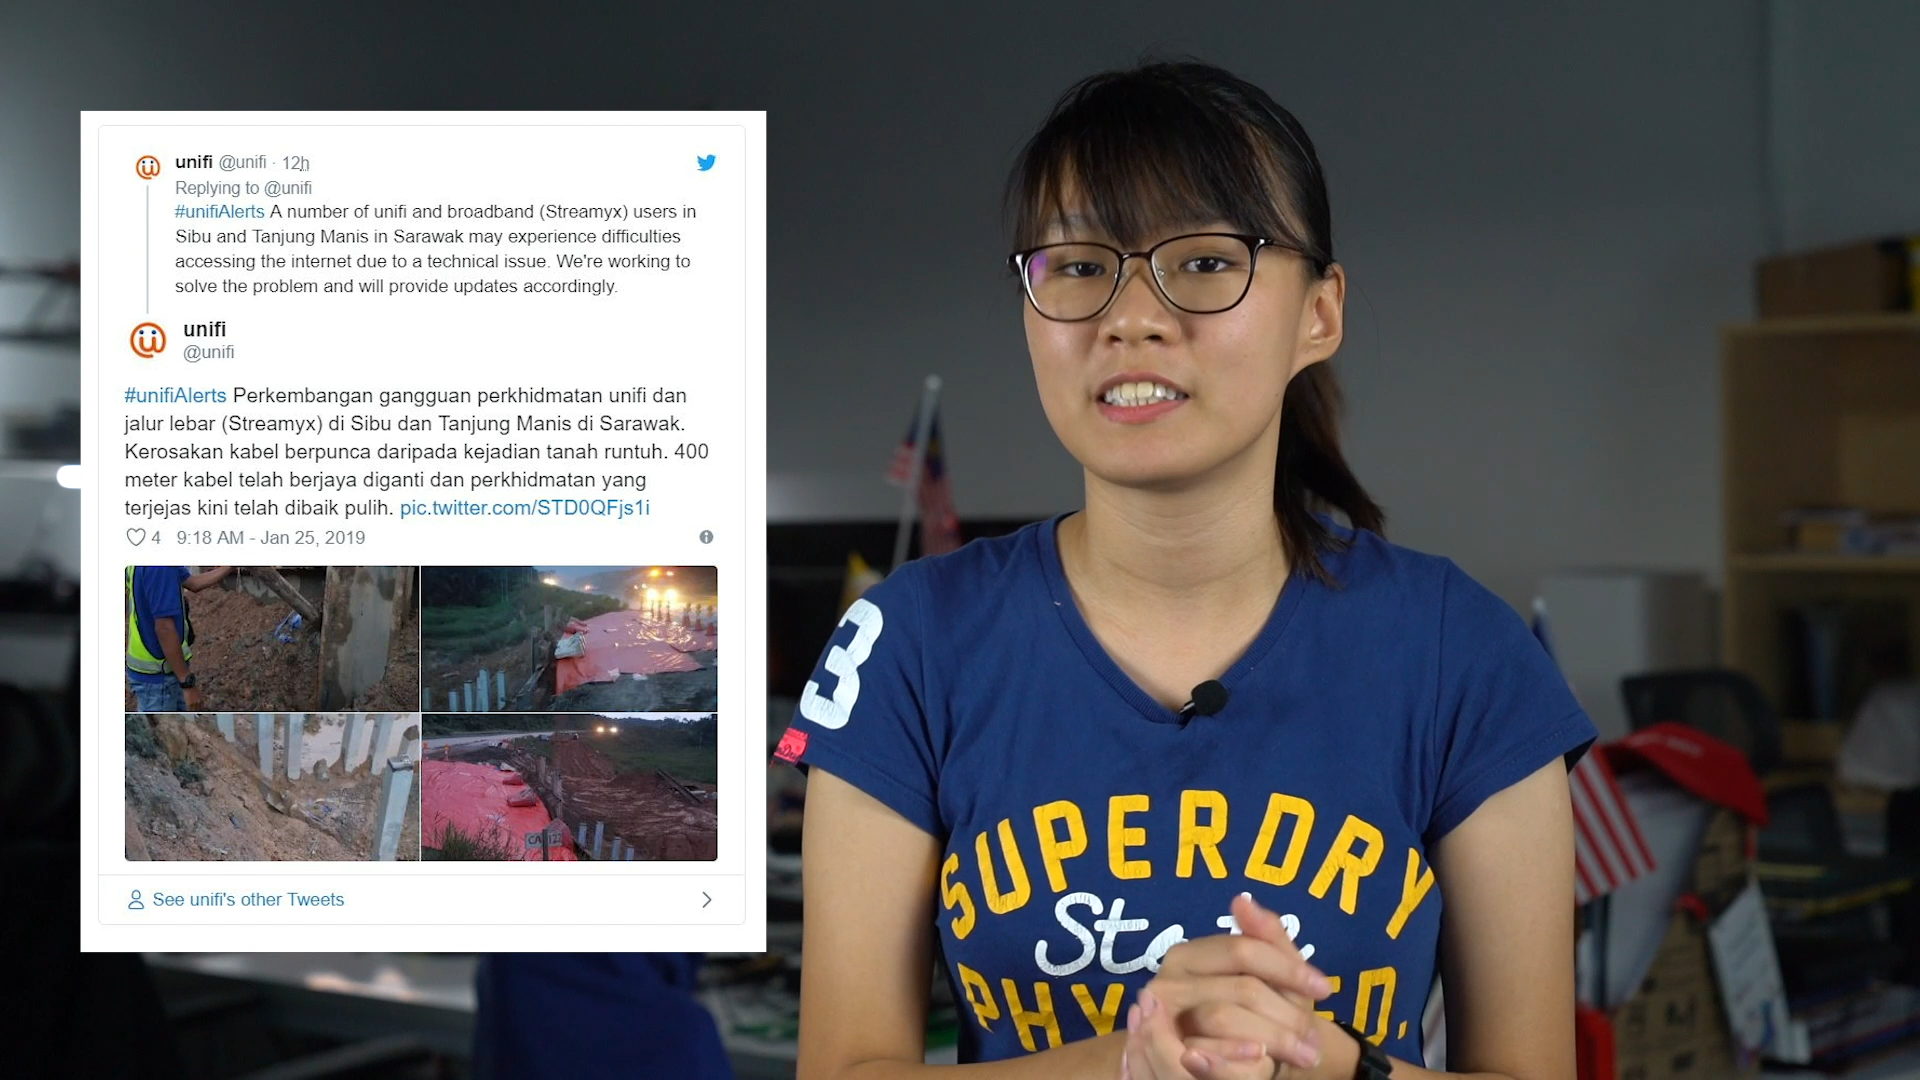 unifi @unifi · 12h
Replying to @unifi
#unifiAlerts A number of unifi and broadband (Streamyx) users in
Sibu and Tanjung Manis in Sarawak may experience difficulties
accessing the internet due to a technical issue. We're working to
solve the problem and will provide updates accordingly.
unifi
@unifi
#unifiAlerts Perkembangan gangguan perkhidmatan unifi dan
jalur lebar (Streamyx) di Sibu dan Tanjung Manis di Sarawak.
Kerosakan kabel berpunca daripada kejadian tanah runtuh. 400
meter kabel telah berjaya diganti dan perkhidmatan yang
terjejas kini telah dibaik pulih. pic.twitter.com/STD0QFjs1i
4 9:18 AM - Jan 25, 2019
See unifi's other Tweets
3
SUPERDRY